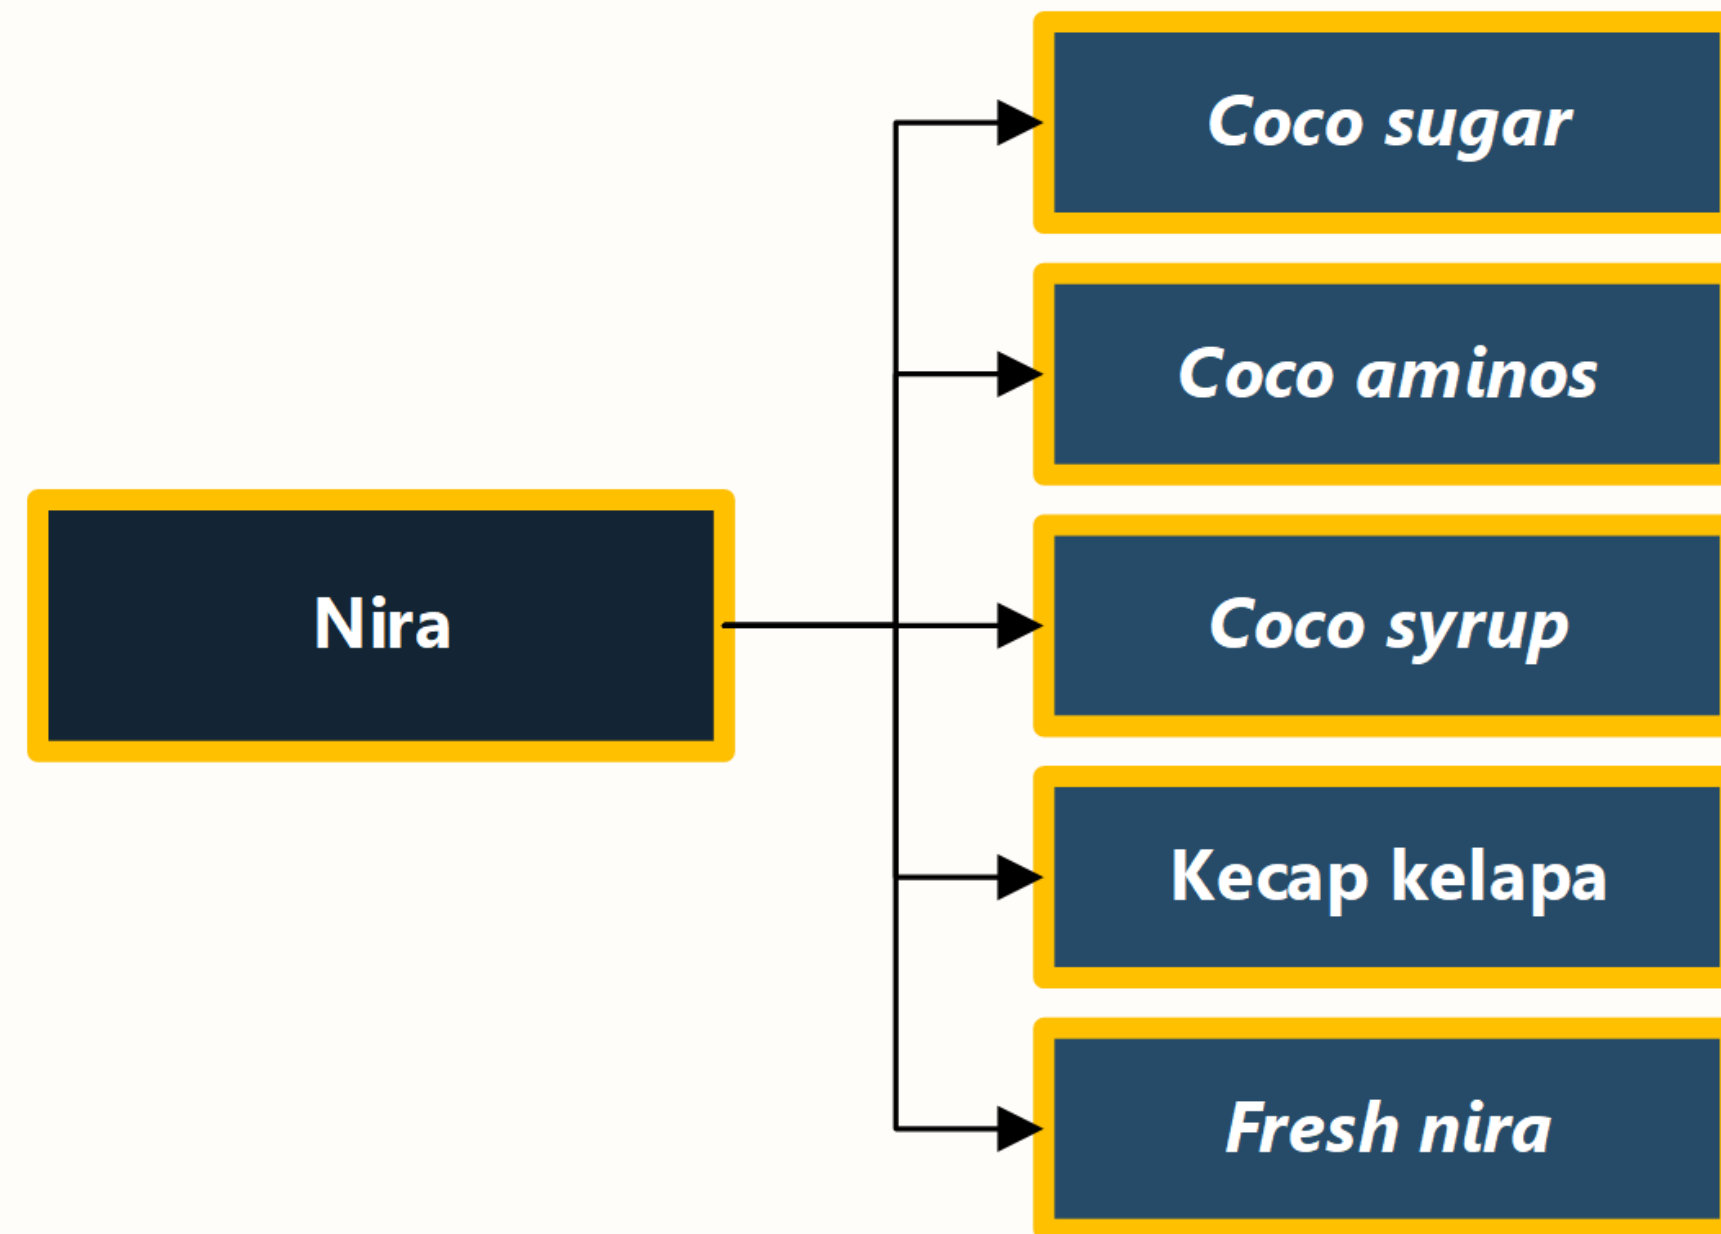 Coco sugar
Coco aminos
Nira
Coco syrup
Kecap kelapa
Fresh nira